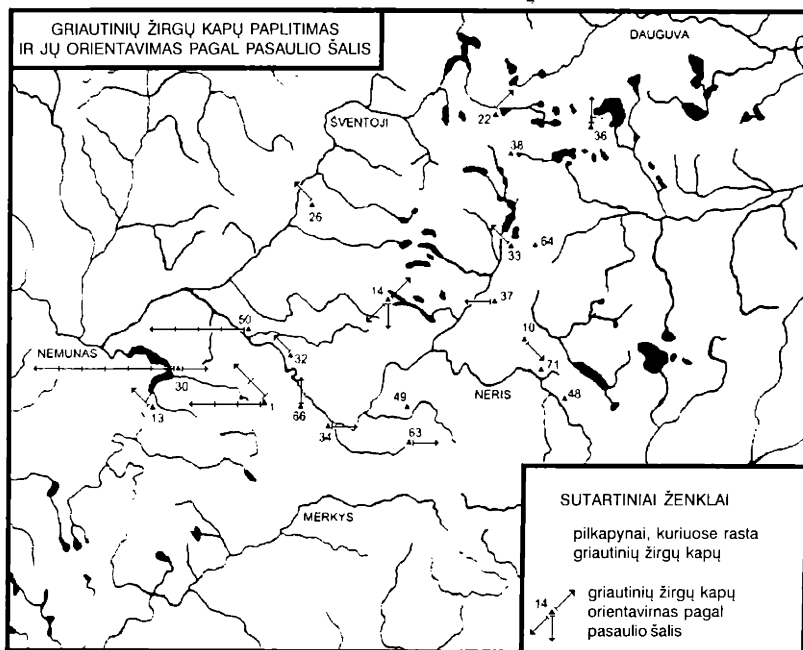 GRIAUTINIŲ ŽIRGŲ KAPŲ PAPLITIMAS
IR JŲ ORIENTAVIMAS PAGAL PASAULIO ŠALIS
DAUGUVA
22
36
ŠVENTOJI
38
26
33
64
14
37
50
10
NEMUNAS
32
71
30
NERIS
13
1
66
49
48
34
63
MERKYS
SUTARTINIAI ŽENKLAI
pilkapynai, kuriuose rasta
griautinių žirgų kapų
14
griautinių žirgų kapų
orientavirnas pagal
pasaulio šalis